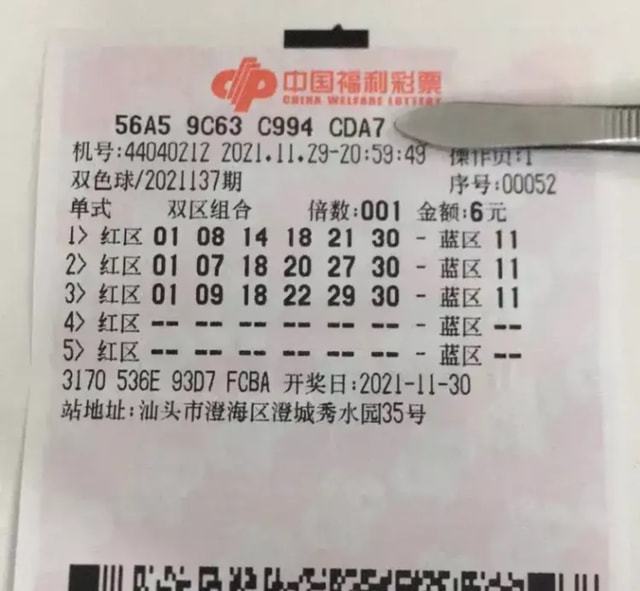 中国福利彩票
CHINA WELFARE LOTTERY
56A5 9C63 C994 CDA7
机号:44040212 2021.11.29-20:59:49 操作员:1
双色球/2021137期 序号:00052
单式 双区组合 倍数:001 金额:6元
1> 红区 01 08 14 18 21 30 - 蓝区 11
2> 红区 01 07 18 20 27 30 - 蓝区 11
3> 红区 01 09 18 22 29 30 - 蓝区 11
4> 红区 -- -- -- -- -- -- - 蓝区 --
5> 红区 -- -- -- -- -- -- - 蓝区 --
3170 536E 93D7 FCBA 开奖日:2021-11-30
站地址:汕头市澄海区澄城秀水园35号